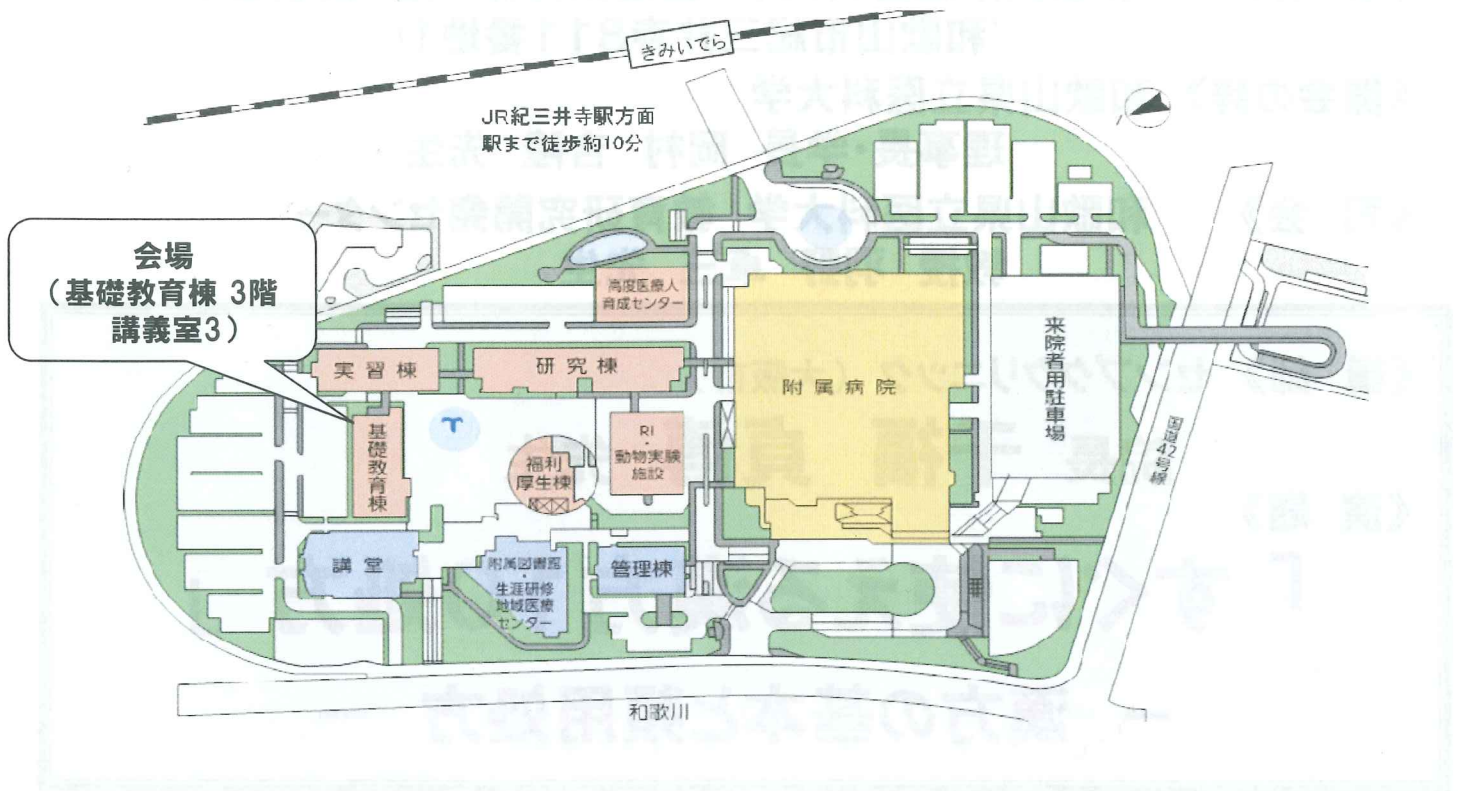 きみいでら
JR紀三井寺駅方面
駅まで徒歩約10分
会場
（基礎教育棟 3階
講義室3）
高度医療人
育成センター
実習棟
研究棟
附属病院
来院者用駐車場
国道42号線
基礎教育棟
福利
厚生棟
RI
・
動物実験
施設
講堂
附属図書館
・
生涯研修
地域医療
センター
管理棟
和歌川